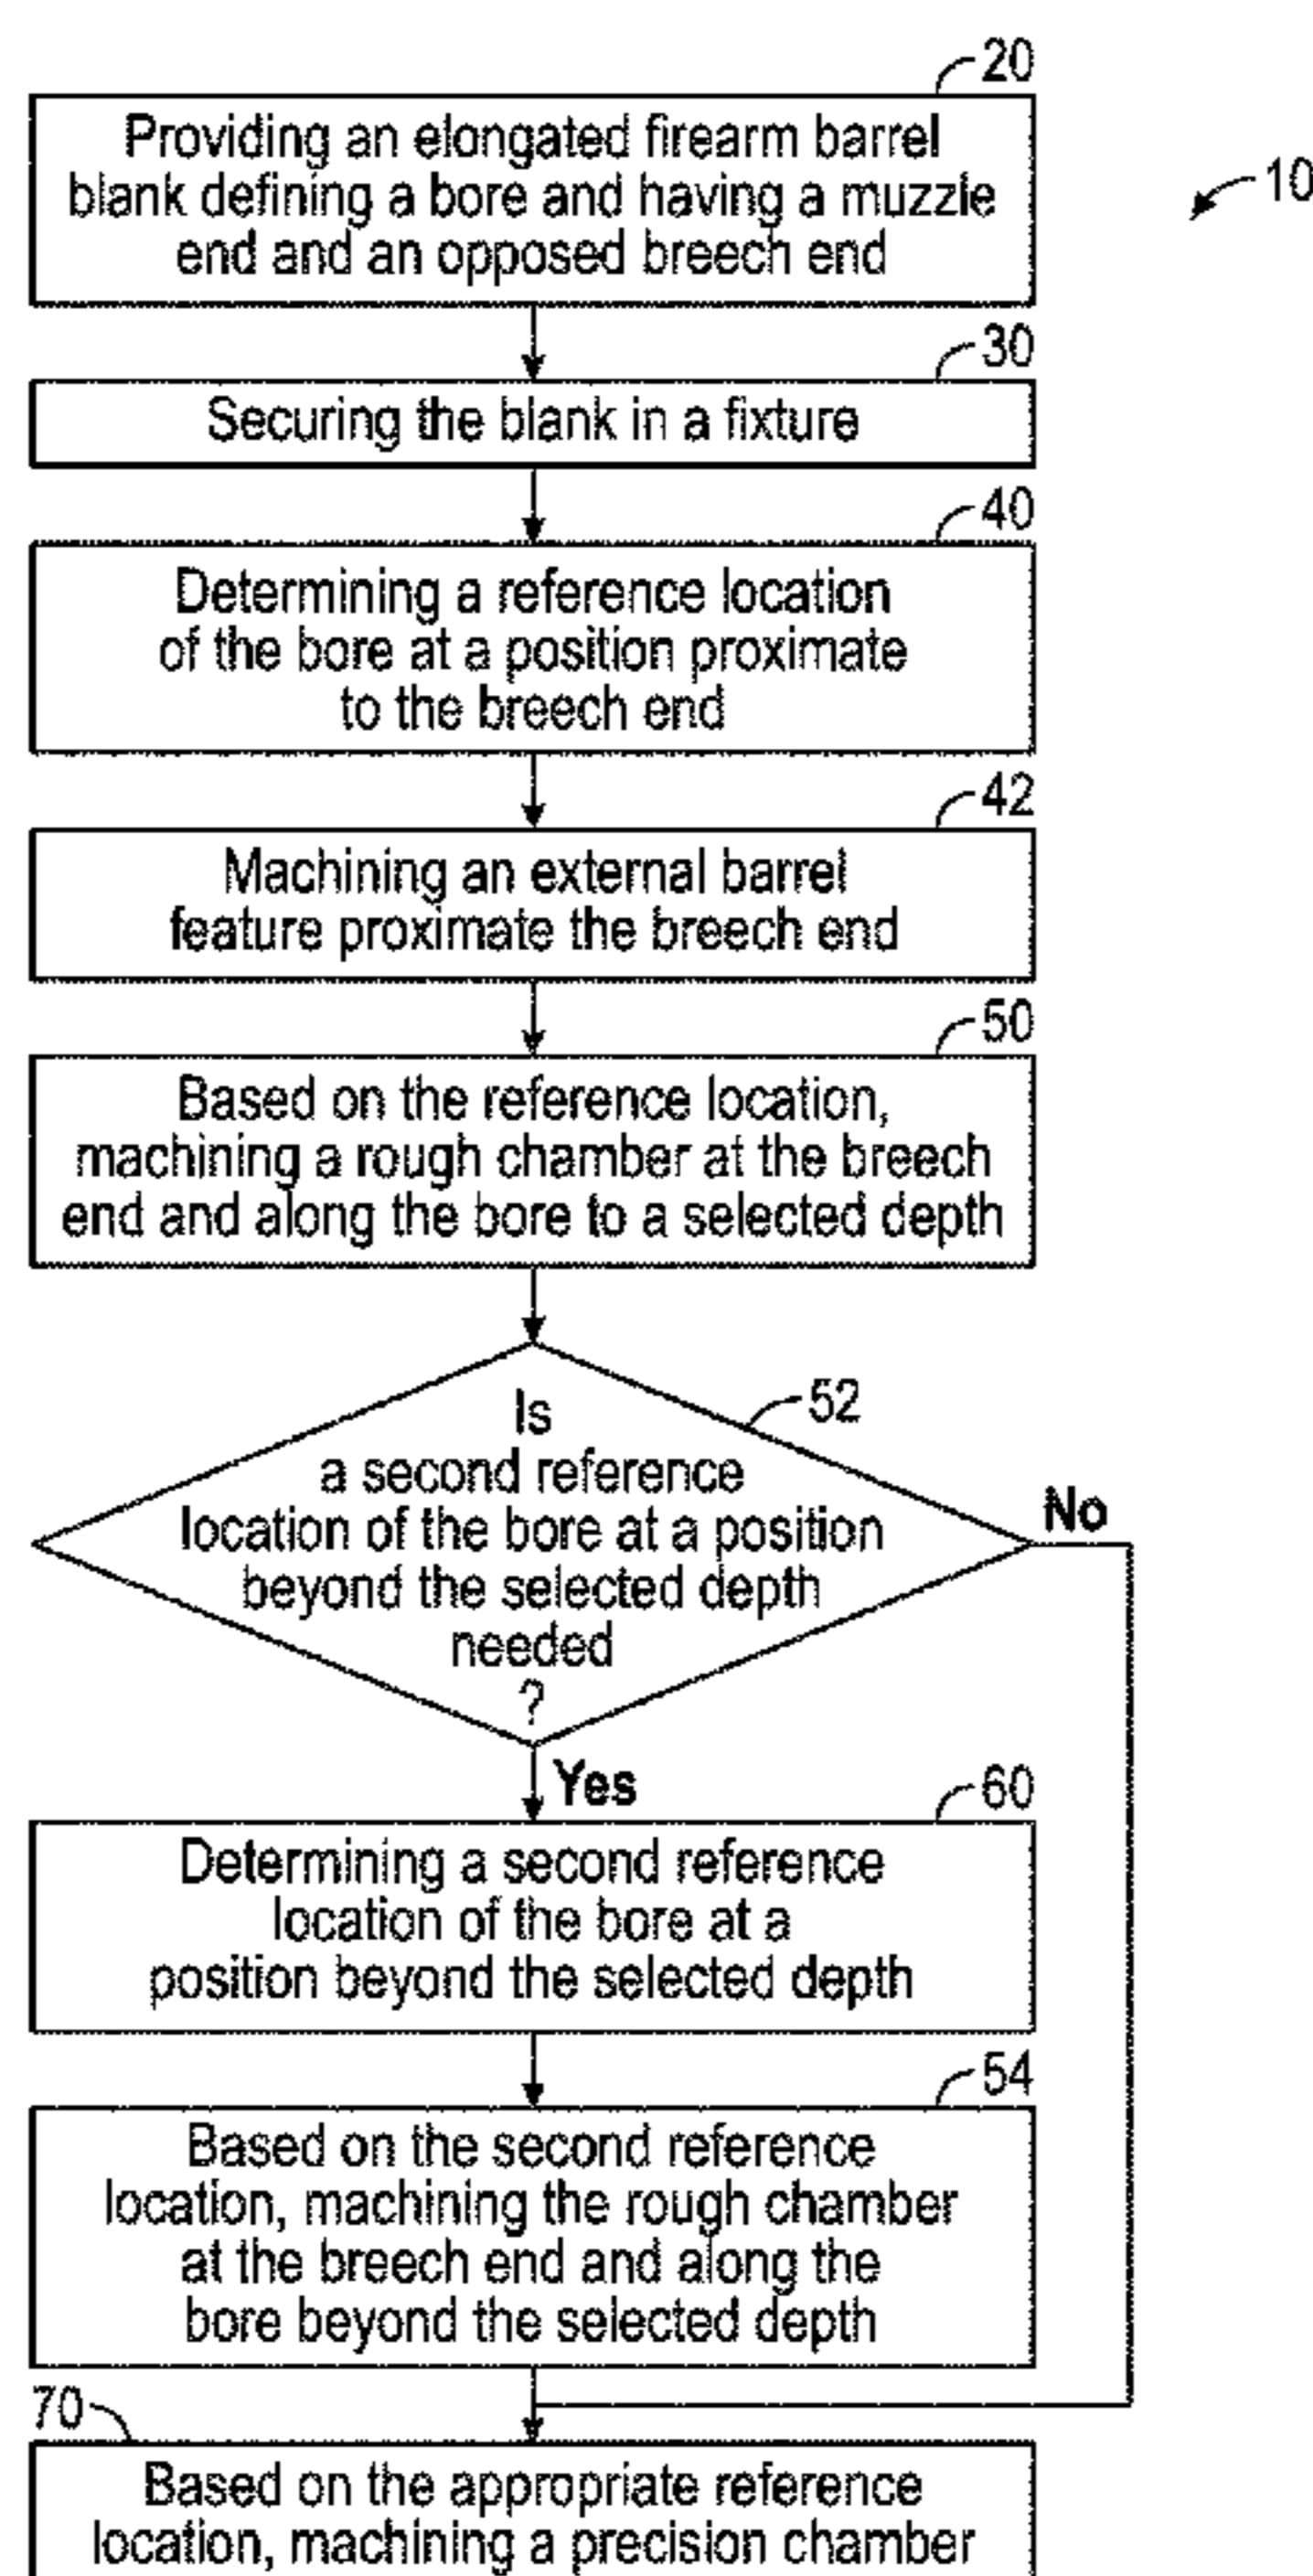 20
Providing an elongated firearm barrel
blank defining a bore and having a muzzle
end and an opposed breech end
10
30
Securing the blank in a fixture
40
Determining a reference location
of the bore at a position proximate
to the breech end
42
Machining an external barrel
feature proximate the breech end
50
Based on the reference location,
machining a rough chamber at the breech
end and along the bore to a selected depth
52
Is
a second reference
location of the bore at a position
beyond the selected depth
needed
?
No
Yes
60
Determining a second reference
location of the bore at a
position beyond the selected depth
54
Based on the second reference
location, machining the rough chamber
at the breech end and along the
bore beyond the selected depth
70
Based on the appropriate reference
location, machining a precision chamber